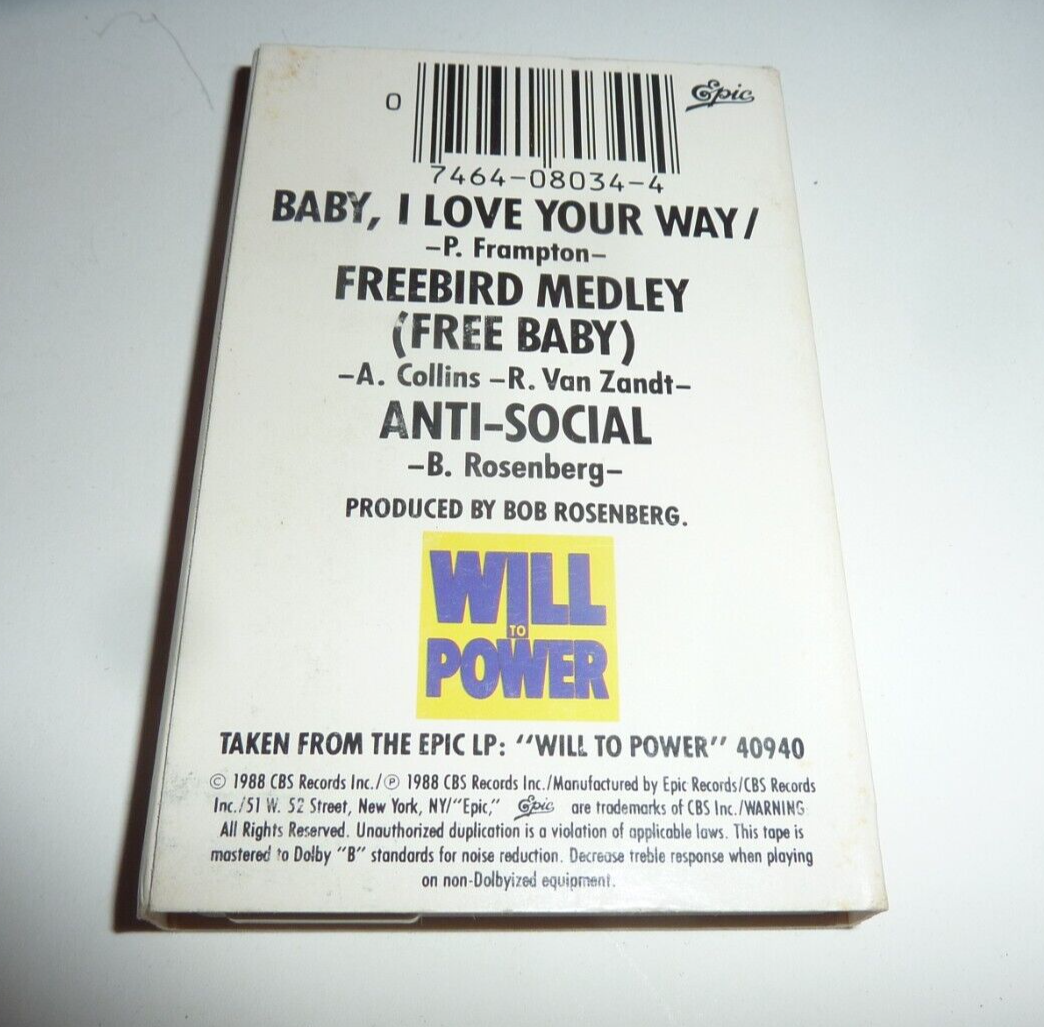 0
Epic
7464-08034-4
BABY, I LOVE YOUR WAY/
-P. Frampton-
FREEBIRD MEDLEY
(FREE BABY)
-A. Collins -R. Van Zandt-
ANTI-SOCIAL
-B. Rosenberg-
PRODUCED BY BOB ROSENBERG.
WILL
TO
POWER
TAKEN FROM THE EPIC LP: "WILL TO POWER" 40940
© 1988 CBS Records Inc./℗ 1988 CBS Records Inc./Manufactured by Epic Records/CBS Records
Inc./51 W. 52 Street, New York, NY/"Epic," Epic are trademarks of CBS Inc./WARNING
All Rights Reserved. Unauthorized duplication is a violation of applicable laws. This tape is
mastered to Dolby "B" standards for noise reduction. Decrease treble response when playing
on non-Dolbyized equipment.